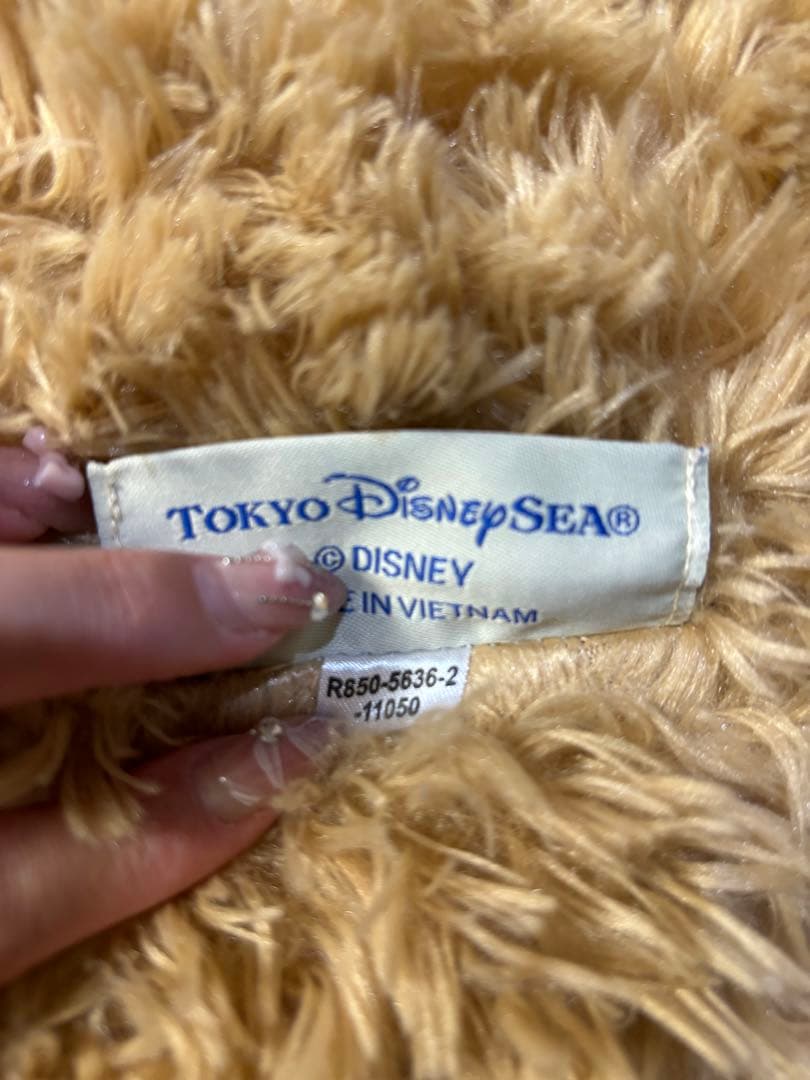 TOKYO DISNEYSEA®
© DISNEY
E IN VIETNAM
R850-5636-2
-11050